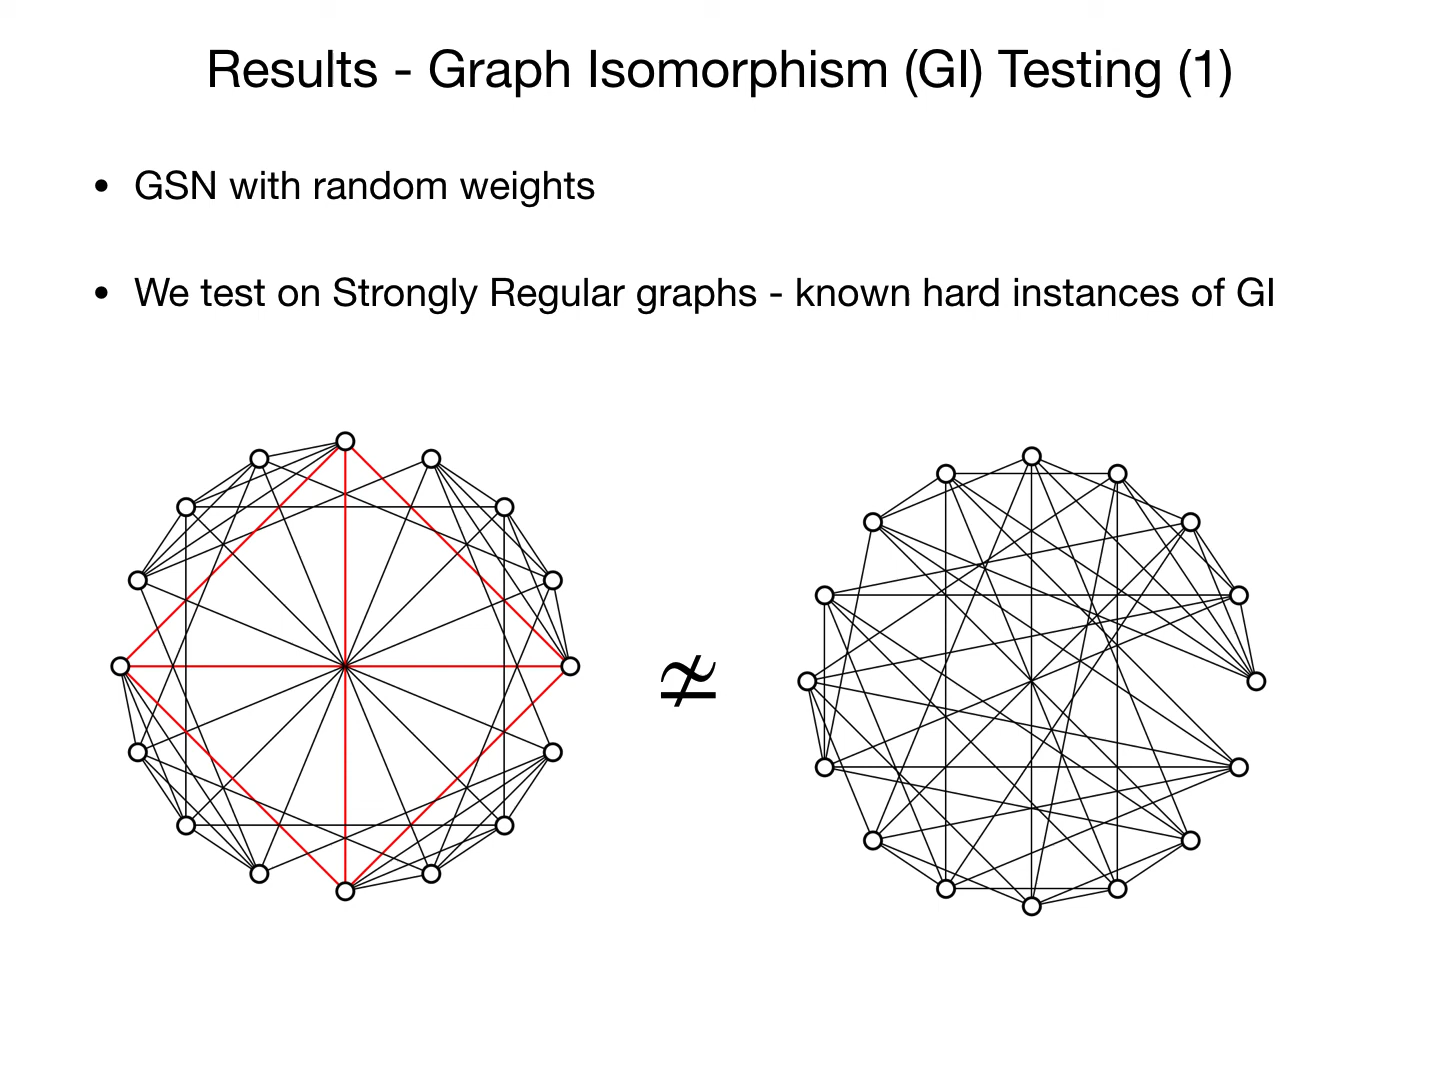 Results - Graph Isomorphism (GI) Testing (1)
• GSN with random weights
• We test on Strongly Regular graphs - known hard instances of GI
≄